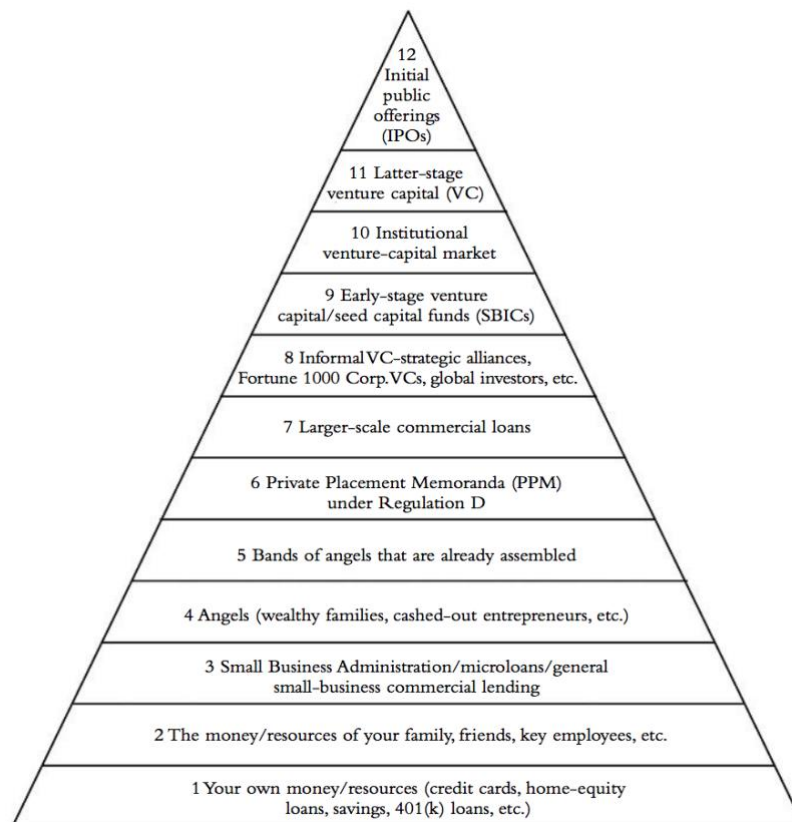 12
Initial
public
offerings
(IPOs)
11 Latter-stage
venture capital (VC)
10 Institutional
venture-capital market
9 Early-stage venture
capital/seed capital funds (SBICs)
8 Informal VC-strategic alliances,
Fortune 1000 Corp. VCs, global investors, etc.
7 Larger-scale commercial loans
6 Private Placement Memoranda (PPM)
under Regulation D
5 Bands of angels that are already assembled
4 Angels (wealthy families, cashed-out entrepreneurs, etc.)
3 Small Business Administration/microloans/general
small-business commercial lending
2 The money/resources of your family, friends, key employees, etc.
1 Your own money/resources (credit cards, home-equity
loans, savings, 401(k) loans, etc.)